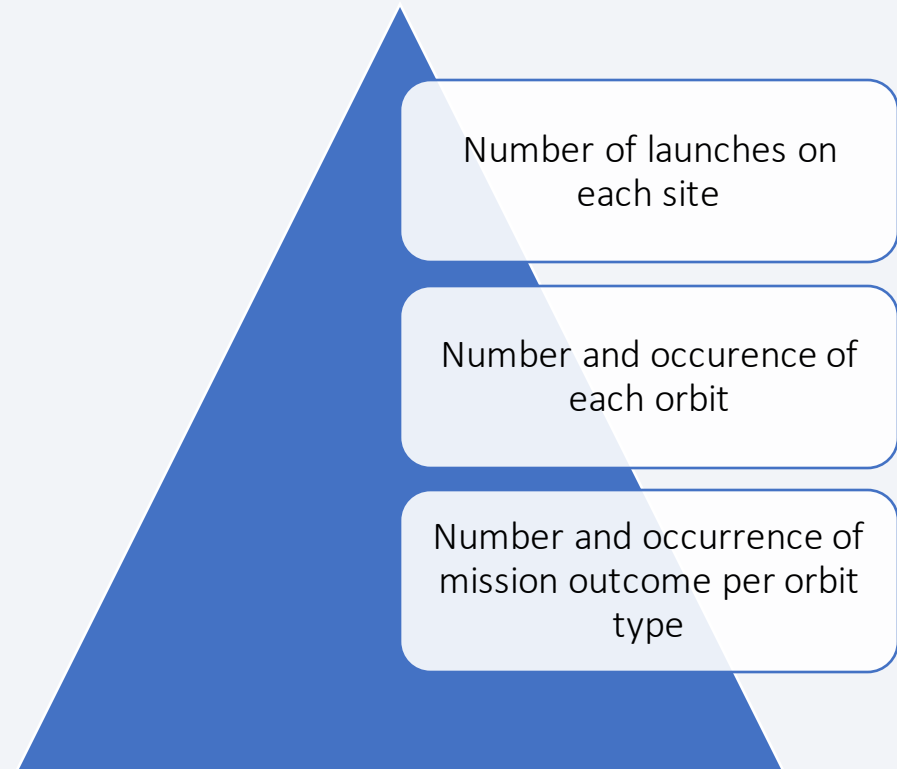 Number of launches on
each site
Number and occurence of
each orbit
Number and occurrence of
mission outcome per orbit
type